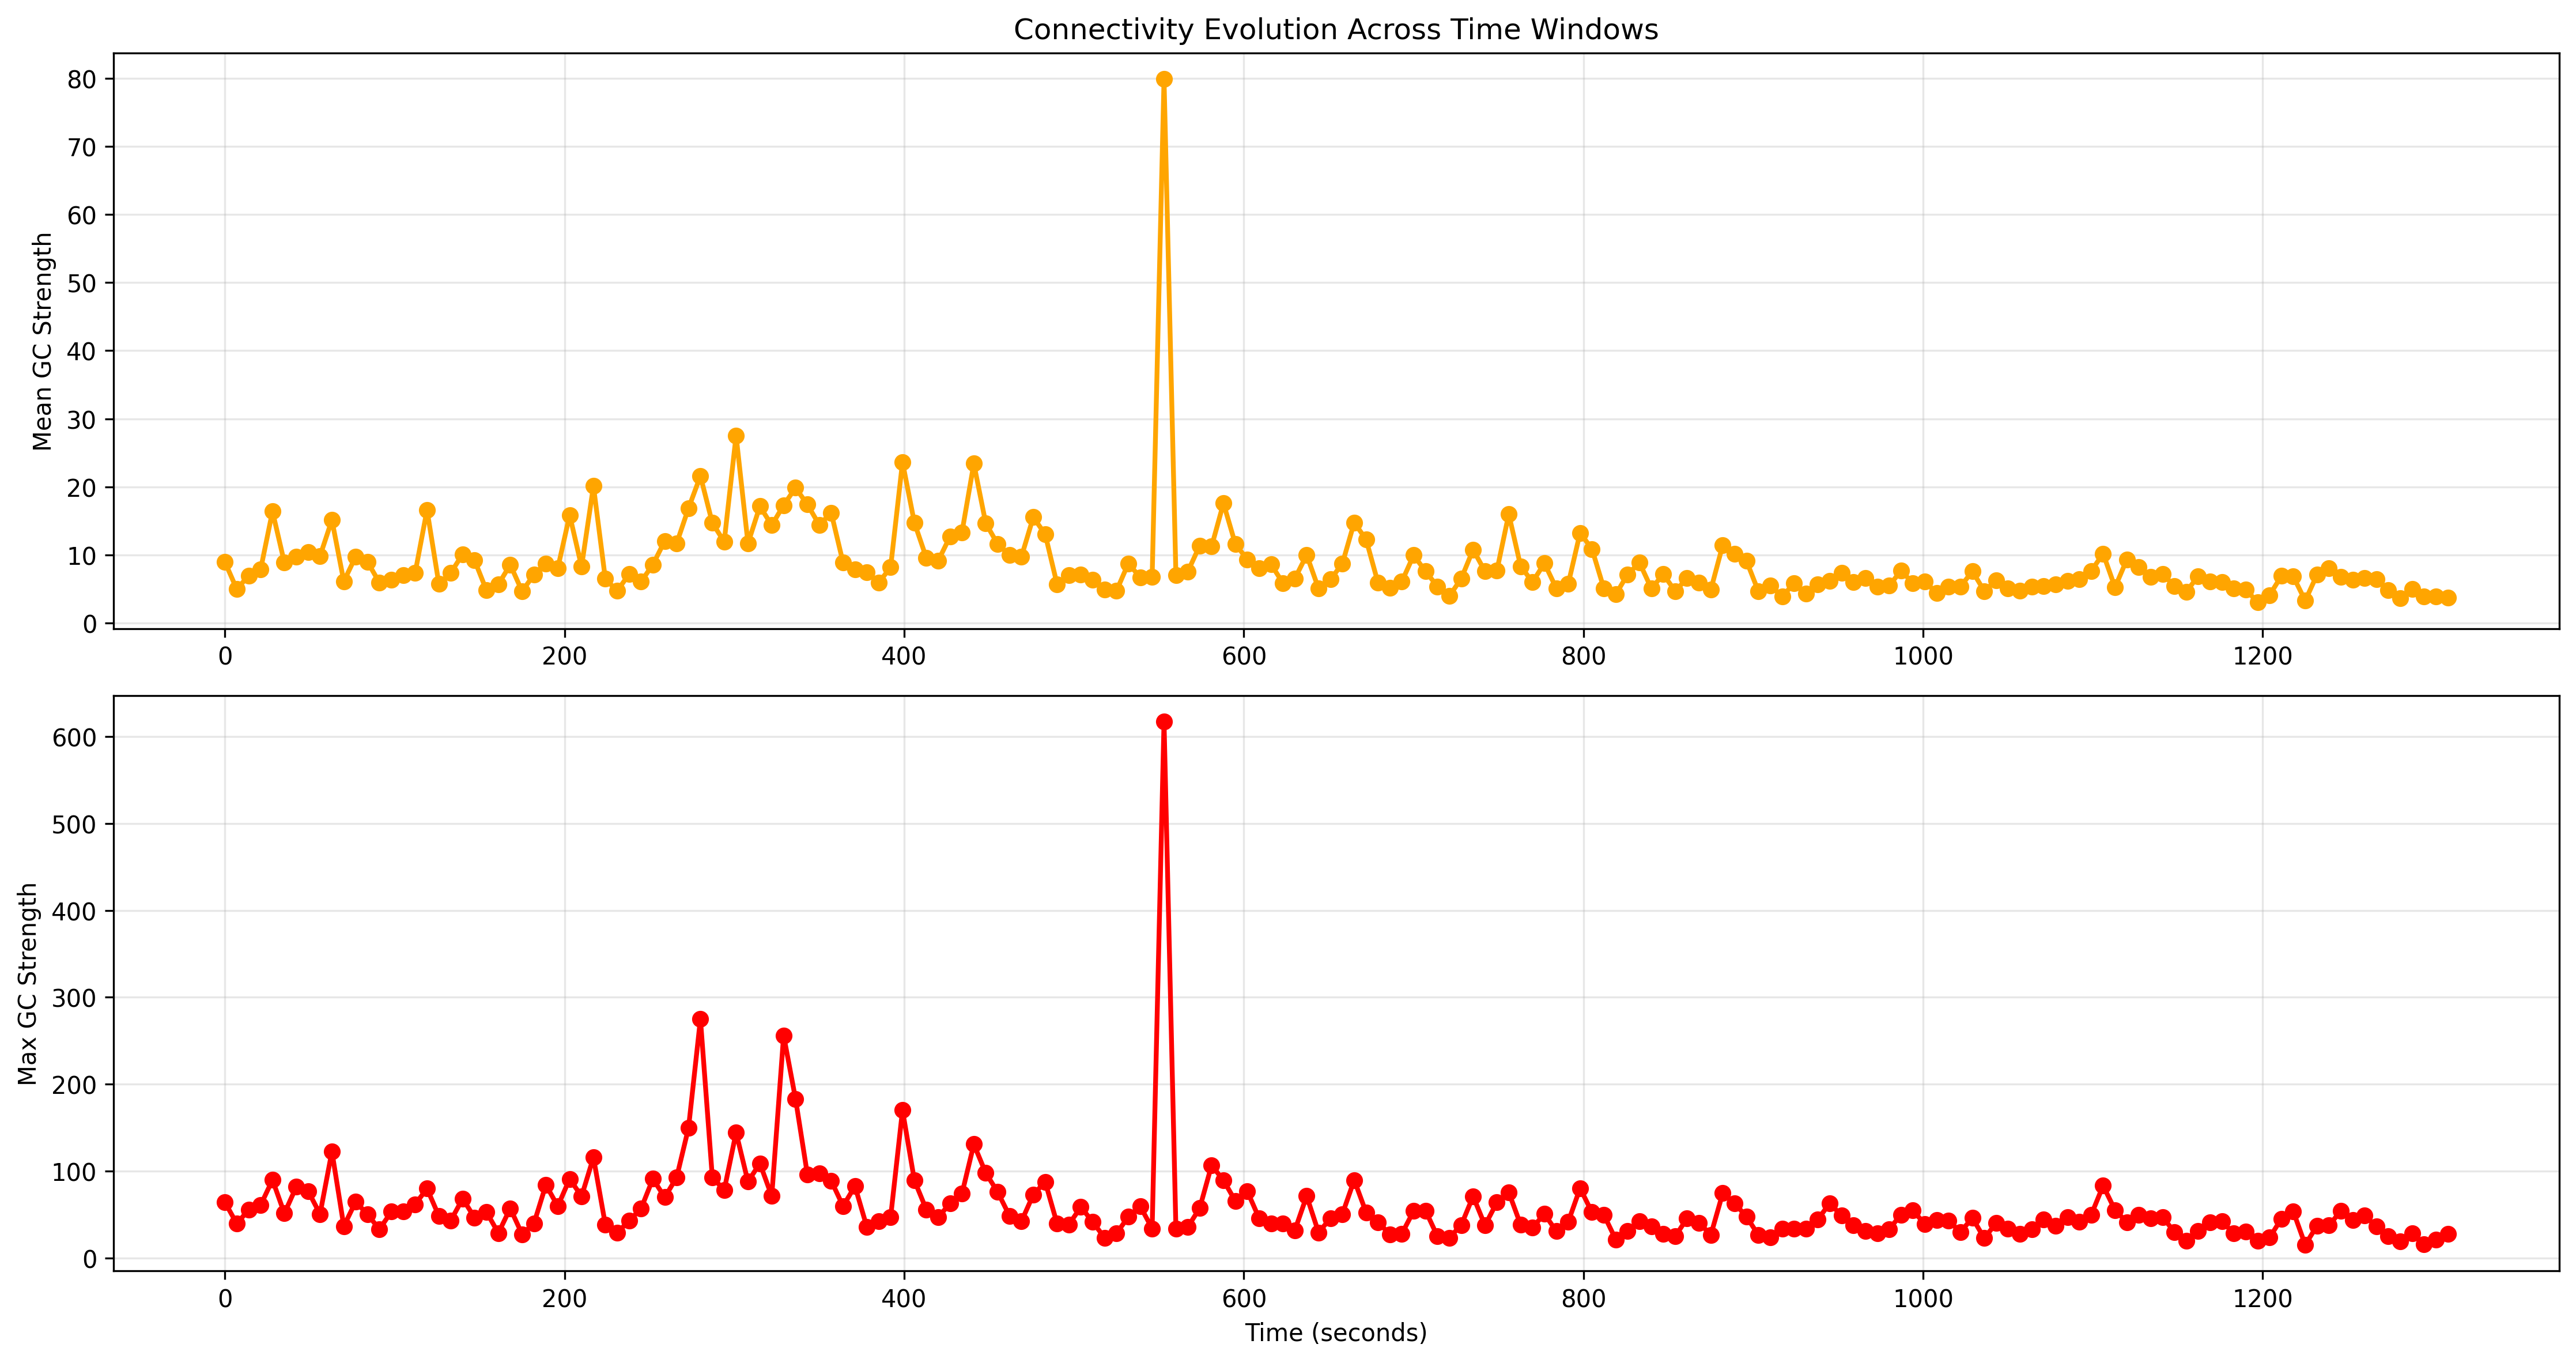 Connectivity Evolution Across Time Windows
Mean GC Strength
80
70
60
50
40
30
20
10
0
0 200 400 600 800 1000 1200
Max GC Strength
600
500
400
300
200
100
0
0 200 400 600 800 1000 1200
Time (seconds)